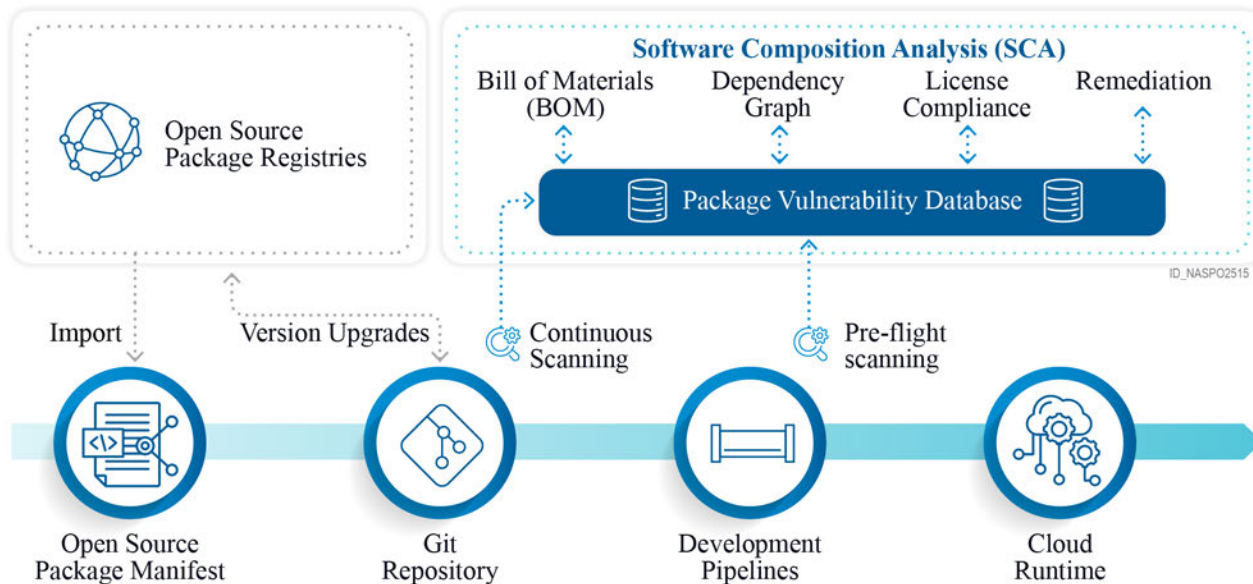 Software Composition Analysis (SCA)
Bill of Materials
(BOM)
Dependency
Graph
License
Compliance
Remediation
Open Source
Package Registries
Package Vulnerability Database
ID_NASPO2515
Import
Version Upgrades
Continuous
Scanning
Pre-flight
scanning
</>
Open Source
Package Manifest
Git
Repository
Development
Pipelines
Cloud
Runtime